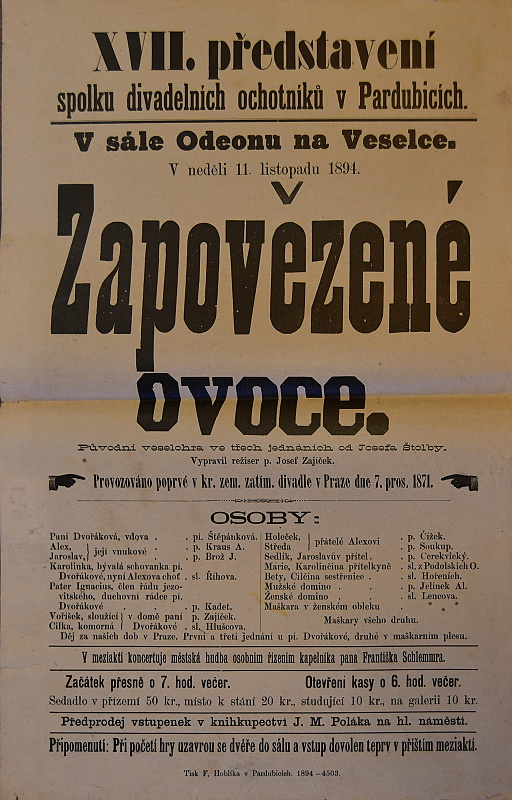 XVII. představení
spolku divadelních ochotníků v Pardubicích.
V sále Odeonu na Veselce.
V neděli 11. listopadu 1894.
Zapovězené
ovoce.
Původní veselohra ve třech jednáních od Josefa Štolby.
Vypravil režiser p. Josef Zajíček.
Provozováno poprvé v kr. zem. zatím. divadle v Praze dne 7. pros. 1871.
OSOBY:
Paní Dvořáková, vdova . . pí. Štěpánková.
Alex, } její vnukové . . p. Kraus A.
Jaroslav, } . . p. Brož J.
Karolinka, bývalá schovanka pí.
Dvořákové, nyní Alexova choť . sl. Říhova.
Pater Ignacius, člen řádu jezo-
vitského, duchovní rádce pí.
Dvořákové . . p. Kadet.
Voříšek, sloužící } v domě paní p. Zajíček.
Cilka, komorná } Dvořákové . sl. Hlušcova.
Holeček, } přátelé Alexovi . p. Čížek.
Středa } . p. Soukup.
Sedlík, Jaroslavův přítel . p. Cerekvický.
Marie, Karolinčina přítelkyně sl. z Podolských O.
Bety, Cilčina sestřenice . . sl. Hořeních.
Mužské domino . . p. Jelínek Al.
Ženské domino . . sl. Lencova.
Maškara v ženském obleku . * * *
Maškary všeho druhu.
Děj za našich dob v Praze. První a třetí jednání u pí. Dvořákové, druhé v maškarním plesu.
V meziaktí koncertuje městská hudba osobním řízením kapelníka pana Františka Schlemmra.
Začátek přesně o 7. hod. večer. Otevření kasy o 6. hod. večer.
Sedadlo v přízemí 50 kr., místo k stání 20 kr., studující 10 kr., na galerii 10 kr.
Předprodej vstupenek v knihkupectví J. M. Poláka na hl. náměstí.
Připomenutí: Při početí hry uzavrou se dvéře do sálu a vstup dovolen teprv v příštím meziaktí.
Tisk F. Hoblíka v Pardubicích. 1894—4503.